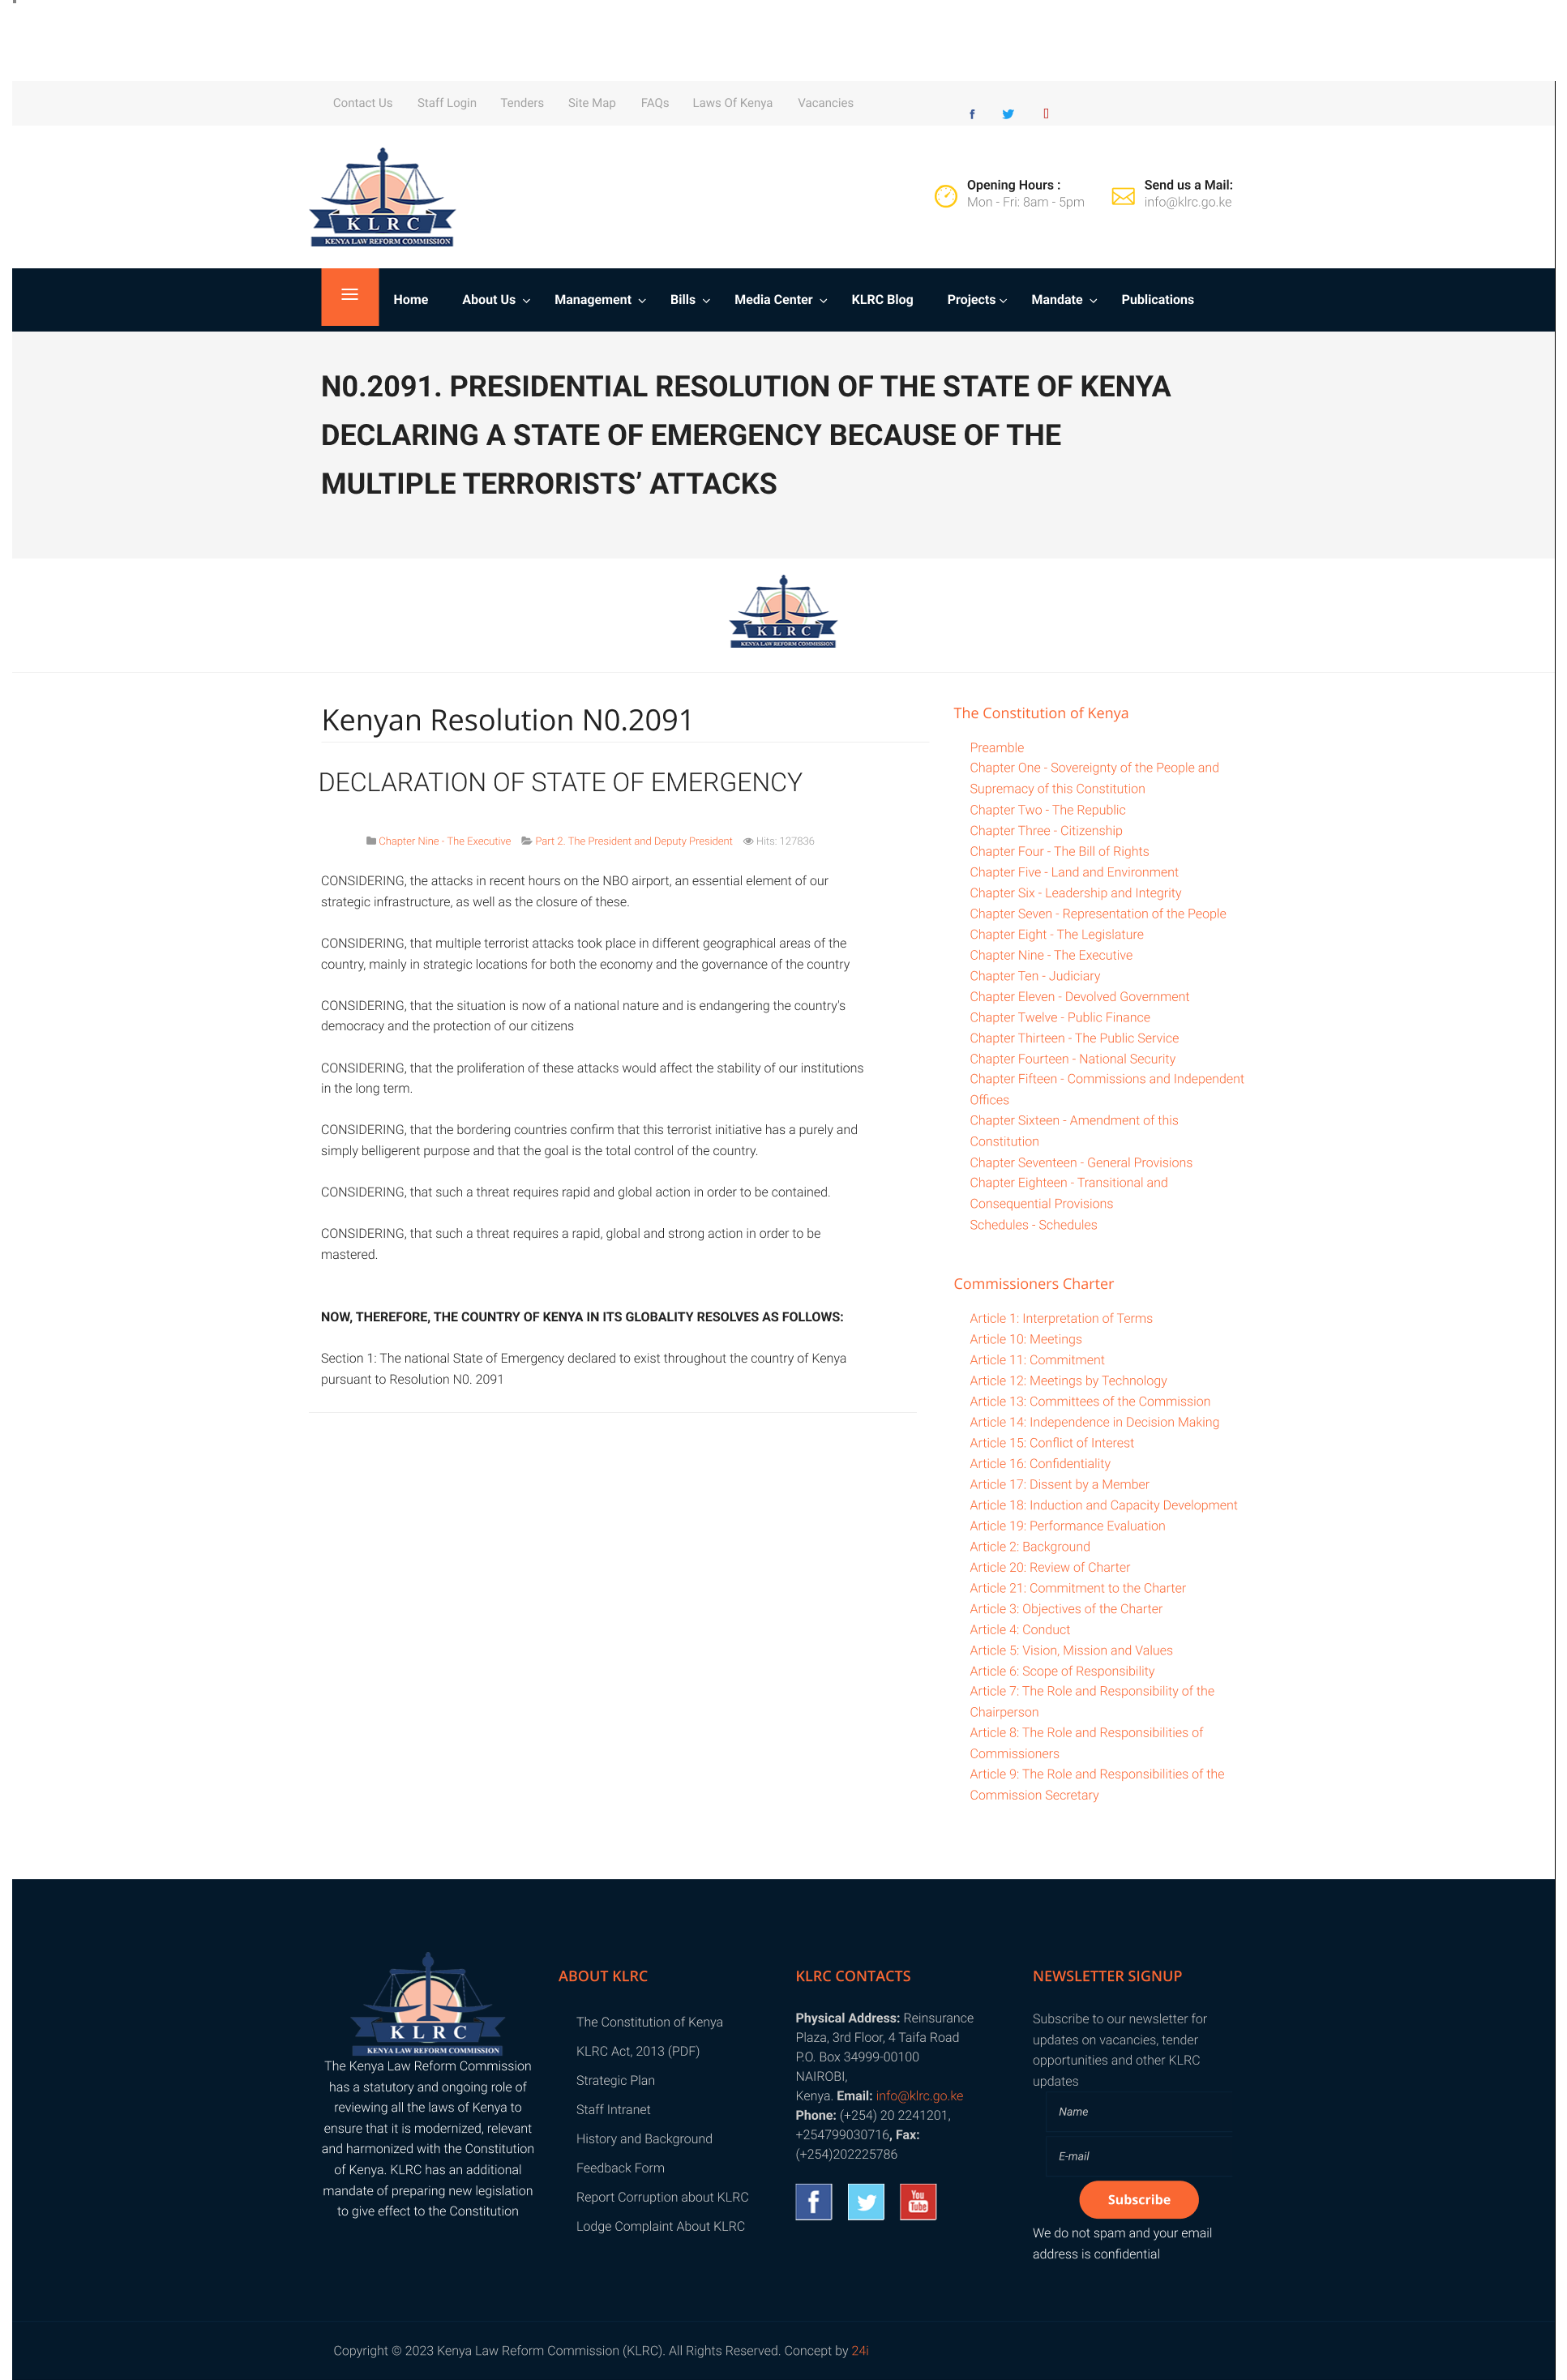 Contact Us Staff Login Tenders Site Map FAQs Laws Of Kenya Vacancies
KLRC
KENYA LAW REFORM COMMISSION
Opening Hours :
Mon - Fri: 8am - 5pm
Send us a Mail:
info@klrc.go.ke
Home About Us Management Bills Media Center KLRC Blog Projects Mandate Publications
N0.2091. PRESIDENTIAL RESOLUTION OF THE STATE OF KENYA
DECLARING A STATE OF EMERGENCY BECAUSE OF THE
MULTIPLE TERRORISTS’ ATTACKS
KLRC
KENYA LAW REFORM COMMISSION
Kenyan Resolution N0.2091
DECLARATION OF STATE OF EMERGENCY
Chapter Nine - The Executive Part 2. The President and Deputy President Hits: 127836
CONSIDERING, the attacks in recent hours on the NBO airport, an essential element of our
strategic infrastructure, as well as the closure of these.
CONSIDERING, that multiple terrorist attacks took place in different geographical areas of the
country, mainly in strategic locations for both the economy and the governance of the country
CONSIDERING, that the situation is now of a national nature and is endangering the country's
democracy and the protection of our citizens
CONSIDERING, that the proliferation of these attacks would affect the stability of our institutions
in the long term.
CONSIDERING, that the bordering countries confirm that this terrorist initiative has a purely and
simply belligerent purpose and that the goal is the total control of the country.
CONSIDERING, that such a threat requires rapid and global action in order to be contained.
CONSIDERING, that such a threat requires a rapid, global and strong action in order to be
mastered.
NOW, THEREFORE, THE COUNTRY OF KENYA IN ITS GLOBALITY RESOLVES AS FOLLOWS:
Section 1: The national State of Emergency declared to exist throughout the country of Kenya
pursuant to Resolution N0. 2091
The Constitution of Kenya
Preamble
Chapter One - Sovereignty of the People and
Supremacy of this Constitution
Chapter Two - The Republic
Chapter Three - Citizenship
Chapter Four - The Bill of Rights
Chapter Five - Land and Environment
Chapter Six - Leadership and Integrity
Chapter Seven - Representation of the People
Chapter Eight - The Legislature
Chapter Nine - The Executive
Chapter Ten - Judiciary
Chapter Eleven - Devolved Government
Chapter Twelve - Public Finance
Chapter Thirteen - The Public Service
Chapter Fourteen - National Security
Chapter Fifteen - Commissions and Independent
Offices
Chapter Sixteen - Amendment of this
Constitution
Chapter Seventeen - General Provisions
Chapter Eighteen - Transitional and
Consequential Provisions
Schedules - Schedules
Commissioners Charter
Article 1: Interpretation of Terms
Article 10: Meetings
Article 11: Commitment
Article 12: Meetings by Technology
Article 13: Committees of the Commission
Article 14: Independence in Decision Making
Article 15: Conflict of Interest
Article 16: Confidentiality
Article 17: Dissent by a Member
Article 18: Induction and Capacity Development
Article 19: Performance Evaluation
Article 2: Background
Article 20: Review of Charter
Article 21: Commitment to the Charter
Article 3: Objectives of the Charter
Article 4: Conduct
Article 5: Vision, Mission and Values
Article 6: Scope of Responsibility
Article 7: The Role and Responsibility of the
Chairperson
Article 8: The Role and Responsibilities of
Commissioners
Article 9: The Role and Responsibilities of the
Commission Secretary
KLRC
KENYA LAW REFORM COMMISSION
The Kenya Law Reform Commission
has a statutory and ongoing role of
reviewing all the laws of Kenya to
ensure that it is modernized, relevant
and harmonized with the Constitution
of Kenya. KLRC has an additional
mandate of preparing new legislation
to give effect to the Constitution
ABOUT KLRC
The Constitution of Kenya
KLRC Act, 2013 (PDF)
Strategic Plan
Staff Intranet
History and Background
Feedback Form
Report Corruption about KLRC
Lodge Complaint About KLRC
KLRC CONTACTS
Physical Address: Reinsurance
Plaza, 3rd Floor, 4 Taifa Road
P.O. Box 34999-00100
NAIROBI,
Kenya. Email: info@klrc.go.ke
Phone: (+254) 20 2241201,
+254799030716, Fax:
(+254)202225786
You
Tube
NEWSLETTER SIGNUP
Subscribe to our newsletter for
updates on vacancies, tender
opportunities and other KLRC
updates
Name
E-mail
Subscribe
We do not spam and your email
address is confidential
Copyright © 2023 Kenya Law Reform Commission (KLRC). All Rights Reserved. Concept by 24i